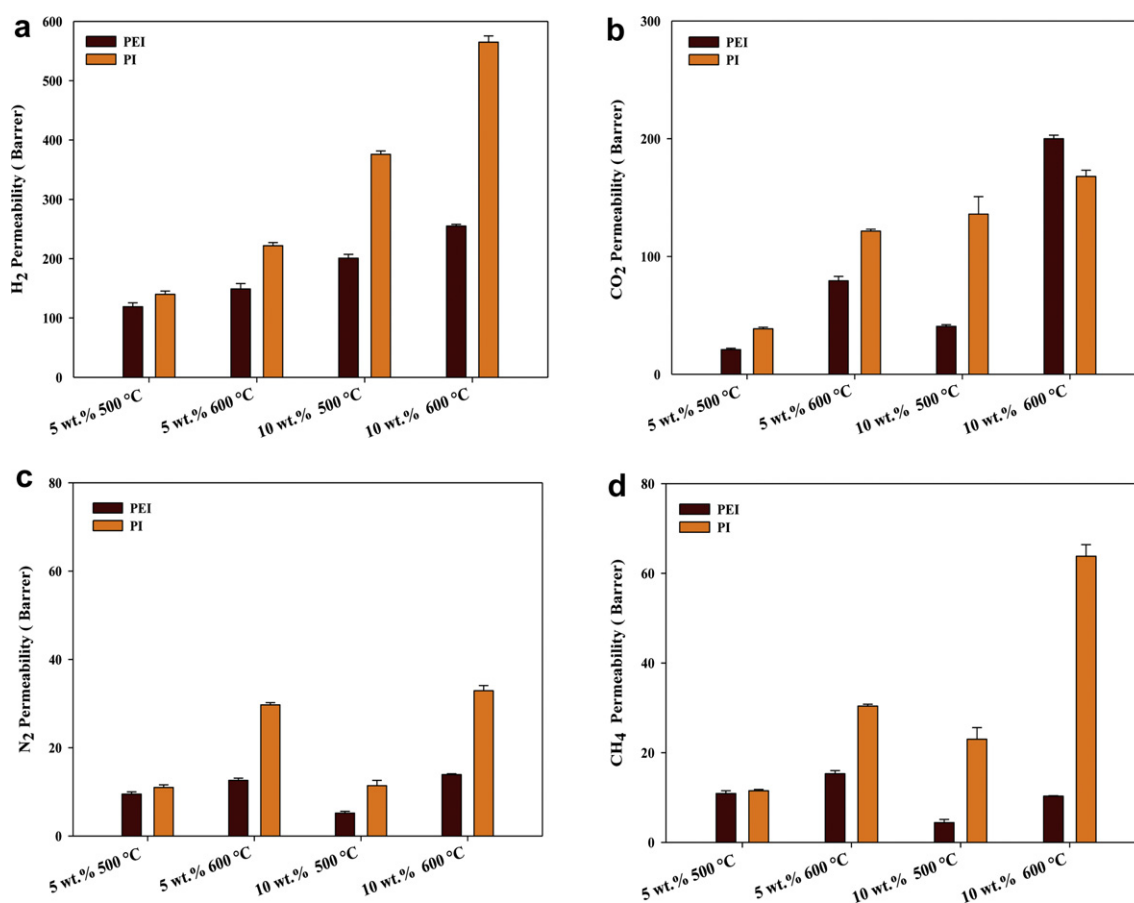 a
600
500
400
300
200
100
0
H2 Permeability ( Barrer)
PEI
PI
5 wt.% 500 °C
5 wt.% 600 °C
10 wt.% 500 °C
10 wt.% 600 °C
b
300
200
100
0
CO2 Permeability ( Barrer)
PEI
PI
5 wt.% 500 °C
5 wt.% 600 °C
10 wt.% 500 °C
10 wt.% 600 °C
c
80
60
40
20
0
N2 Permeability ( Barrer)
PEI
PI
5 wt.% 500 °C
5 wt.% 600 °C
10 wt.% 500 °C
10 wt.% 600 °C
d
80
60
40
20
0
CH4 Permeability ( Barrer)
PEI
PI
5 wt.% 500 °C
5 wt.% 600 °C
10 wt.% 500 °C
10 wt.% 600 °C